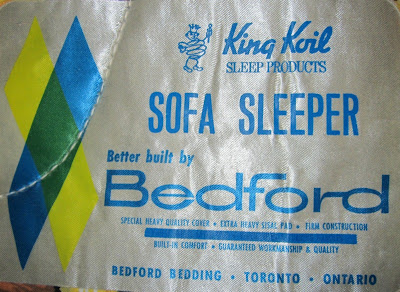 King Koil
SLEEP PRODUCTS
SOFA SLEEPER
Better built by
Bedford
SPECIAL HEAVY QUALITY COVER • EXTRA HEAVY SISAL PAD • FIRM CONSTRUCTION
BUILT-IN COMFORT • GUARANTEED WORKMANSHIP & QUALITY
BEDFORD BEDDING • TORONTO • ONTARIO